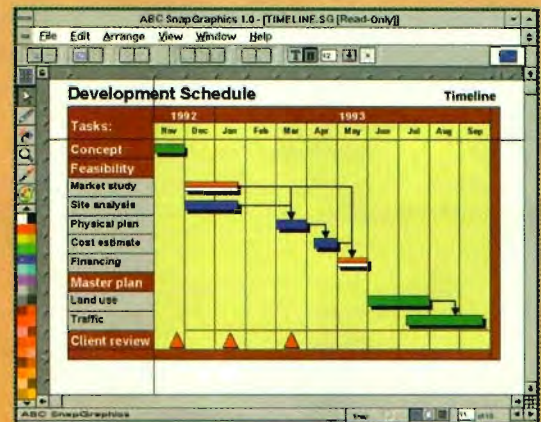 ABC SnapGraphics 1.0 - [TIMELINE.SG [Read-Only]]
File Edit Arrange View Window Help
Development Schedule
Timeline
1992 1993
Tasks:
Nov Dec Jan Feb Mar Apr May Jun Jul Aug Sep
Concept
Feasibility
Market study
Site analysis
Physical plan
Cost estimate
Financing
Master plan
Land use
Traffic
Client review
ABC SnapGraphics